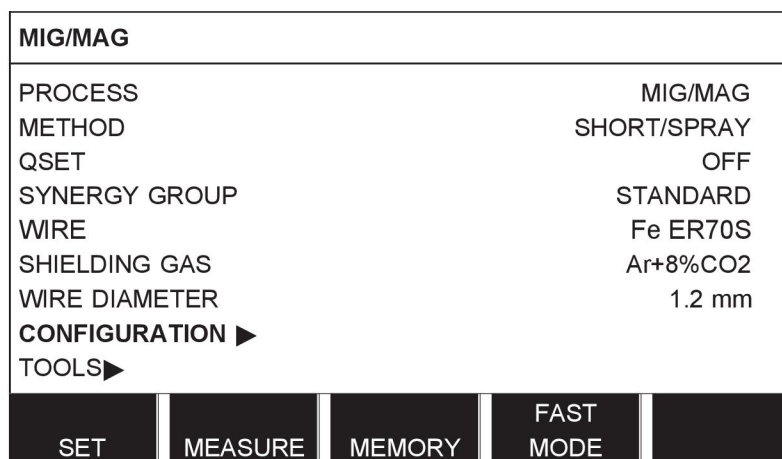 MIG/MAG
PROCESS MIG/MAG
METHOD SHORT/SPRAY
QSET OFF
SYNERGY GROUP STANDARD
WIRE Fe ER70S
SHIELDING GAS Ar+8%CO2
WIRE DIAMETER 1.2 mm
CONFIGURATION ▶
TOOLS▶
SET MEASURE MEMORY FAST MODE